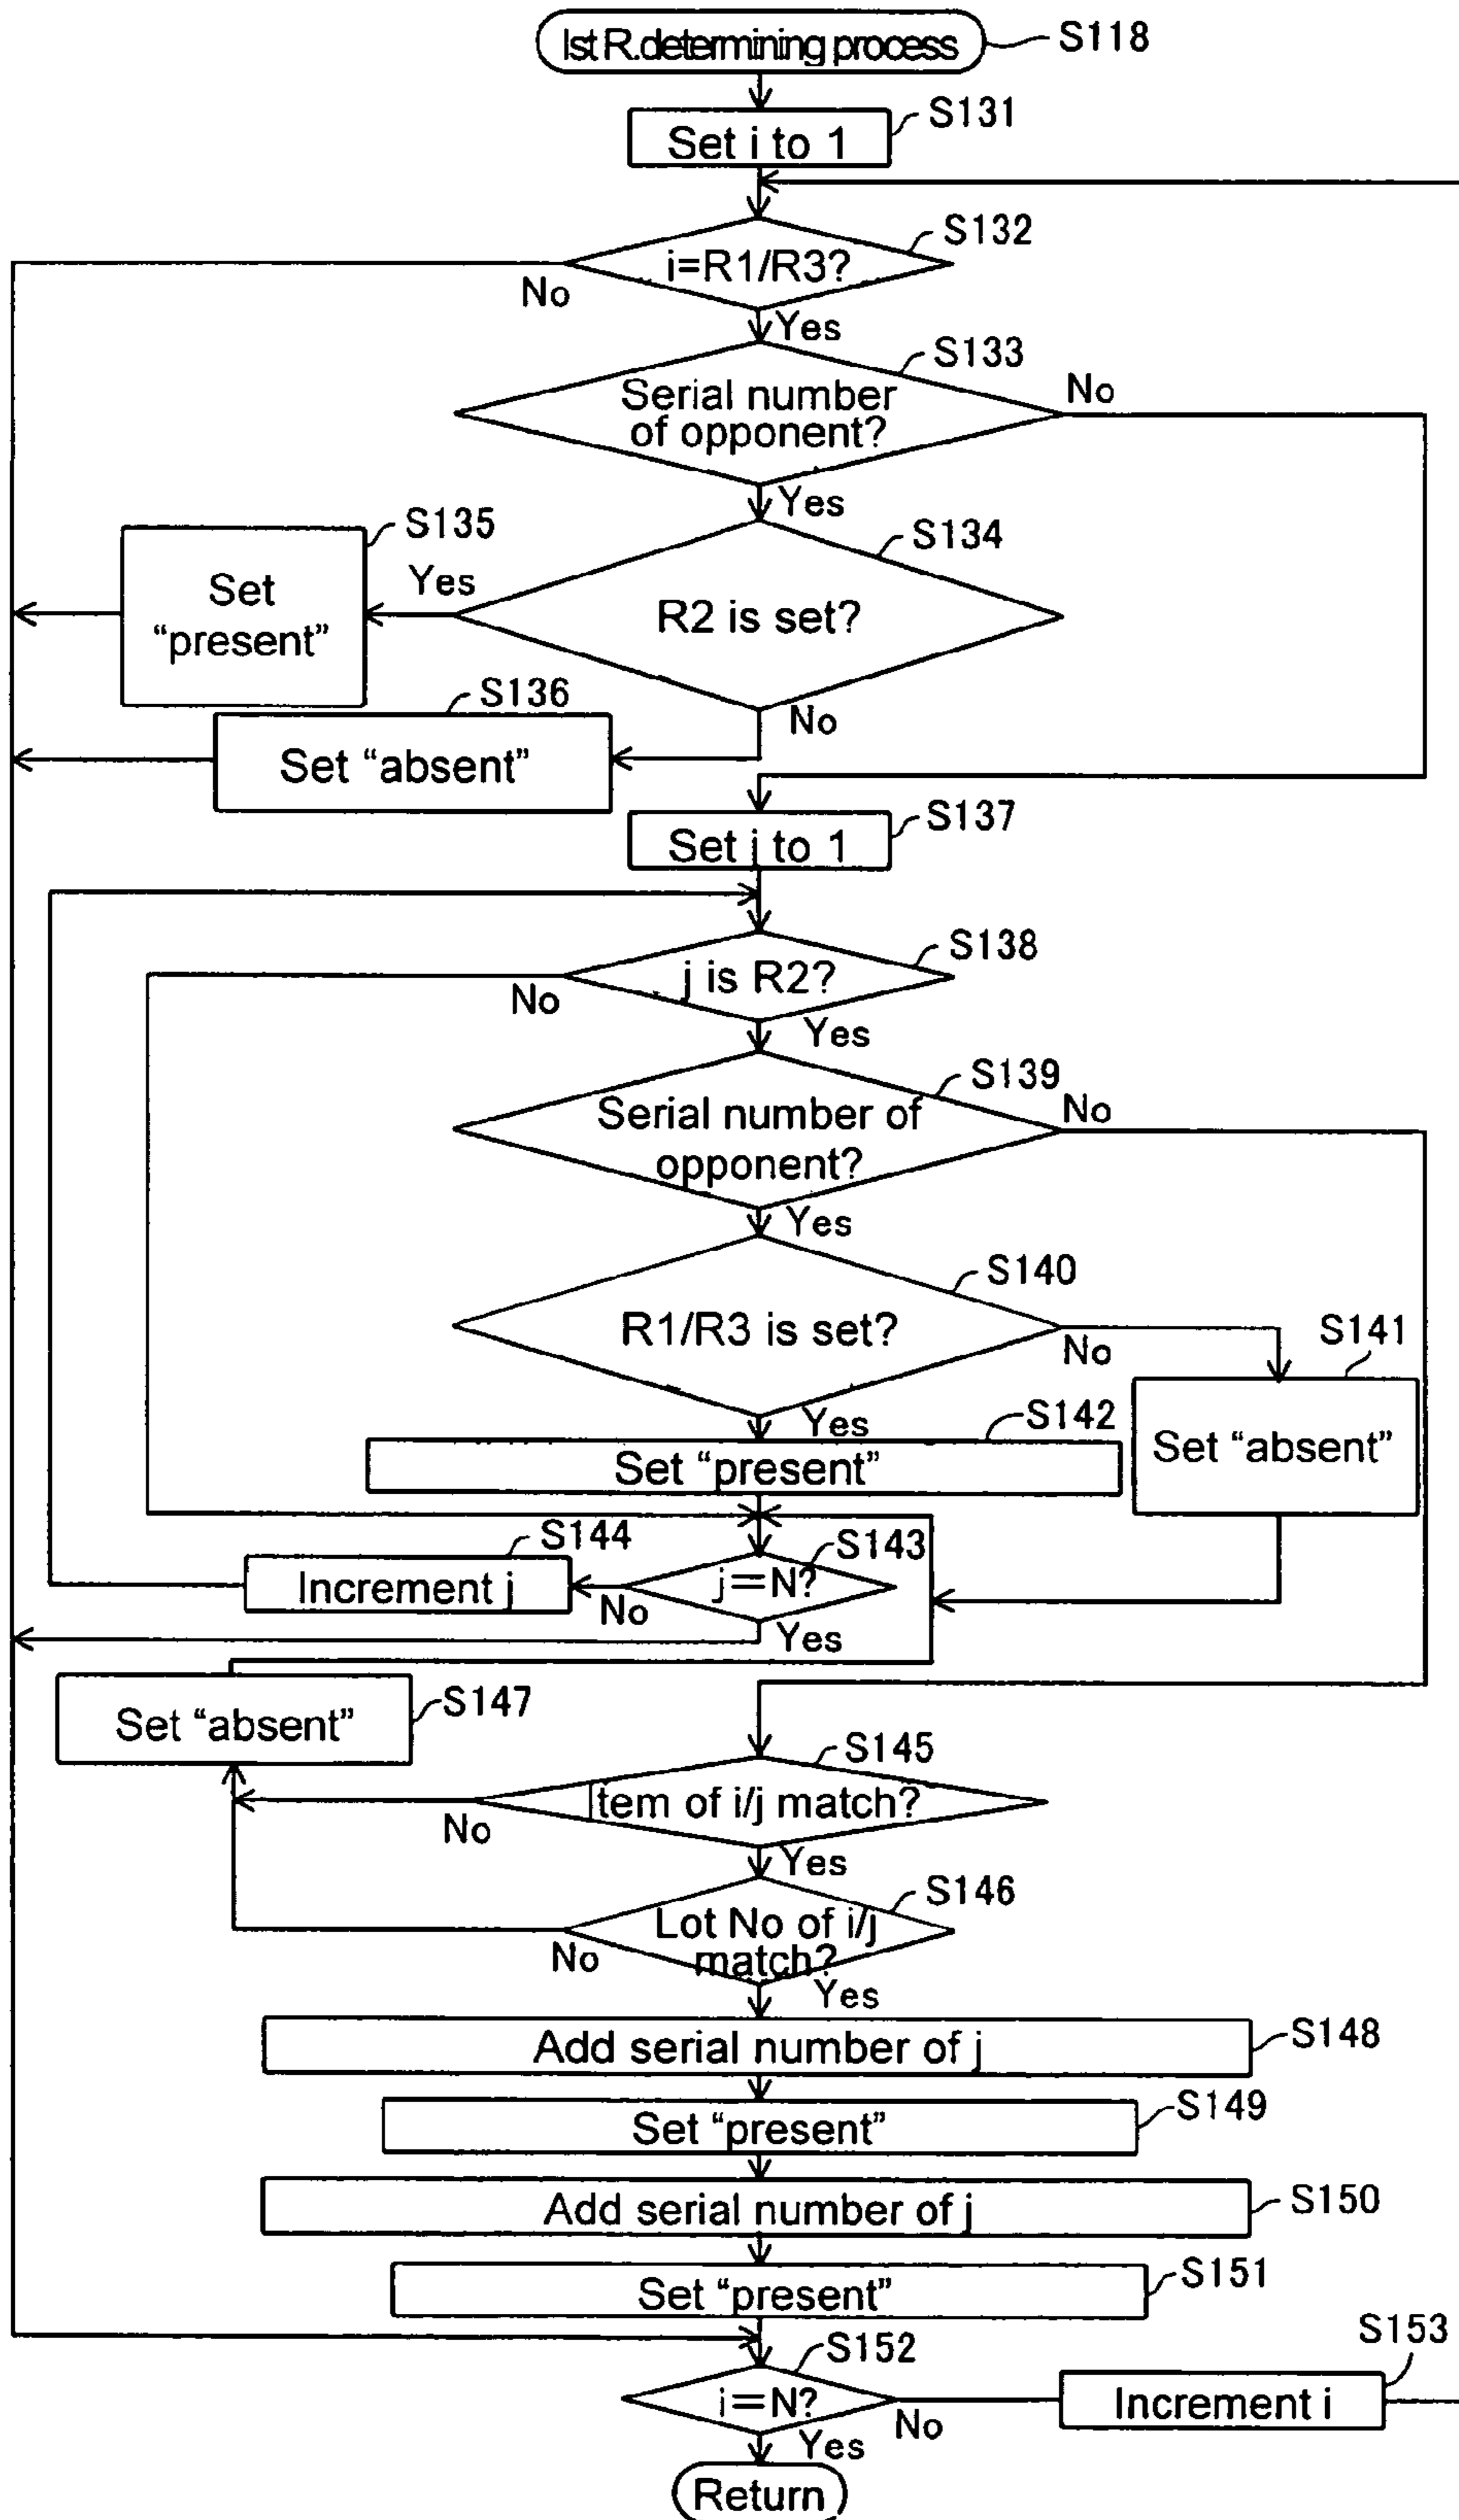 Ist R.determining process
S118
Set i to 1
S131
i=R1/R3?
S132
No
Yes
Serial number
of opponent?
S133
No
Yes
R2 is set?
S134
Yes
Set
“present”
S135
No
Set “absent”
S136
Set j to 1
S137
j is R2?
S138
No
Yes
Serial number of
opponent?
S139
No
Yes
R1/R3 is set?
S140
No
Set “absent”
S141
Yes
Set “present”
S142
j=N?
S143
No
Increment j
S144
Yes
Set “absent”
S147
Item of i/j match?
S145
No
Yes
Lot No of i/j
match?
S146
No
Yes
Add serial number of j
S148
Set “present”
S149
Add serial number of j
S150
Set “present”
S151
i=N?
S152
No
Increment i
S153
Yes
Return